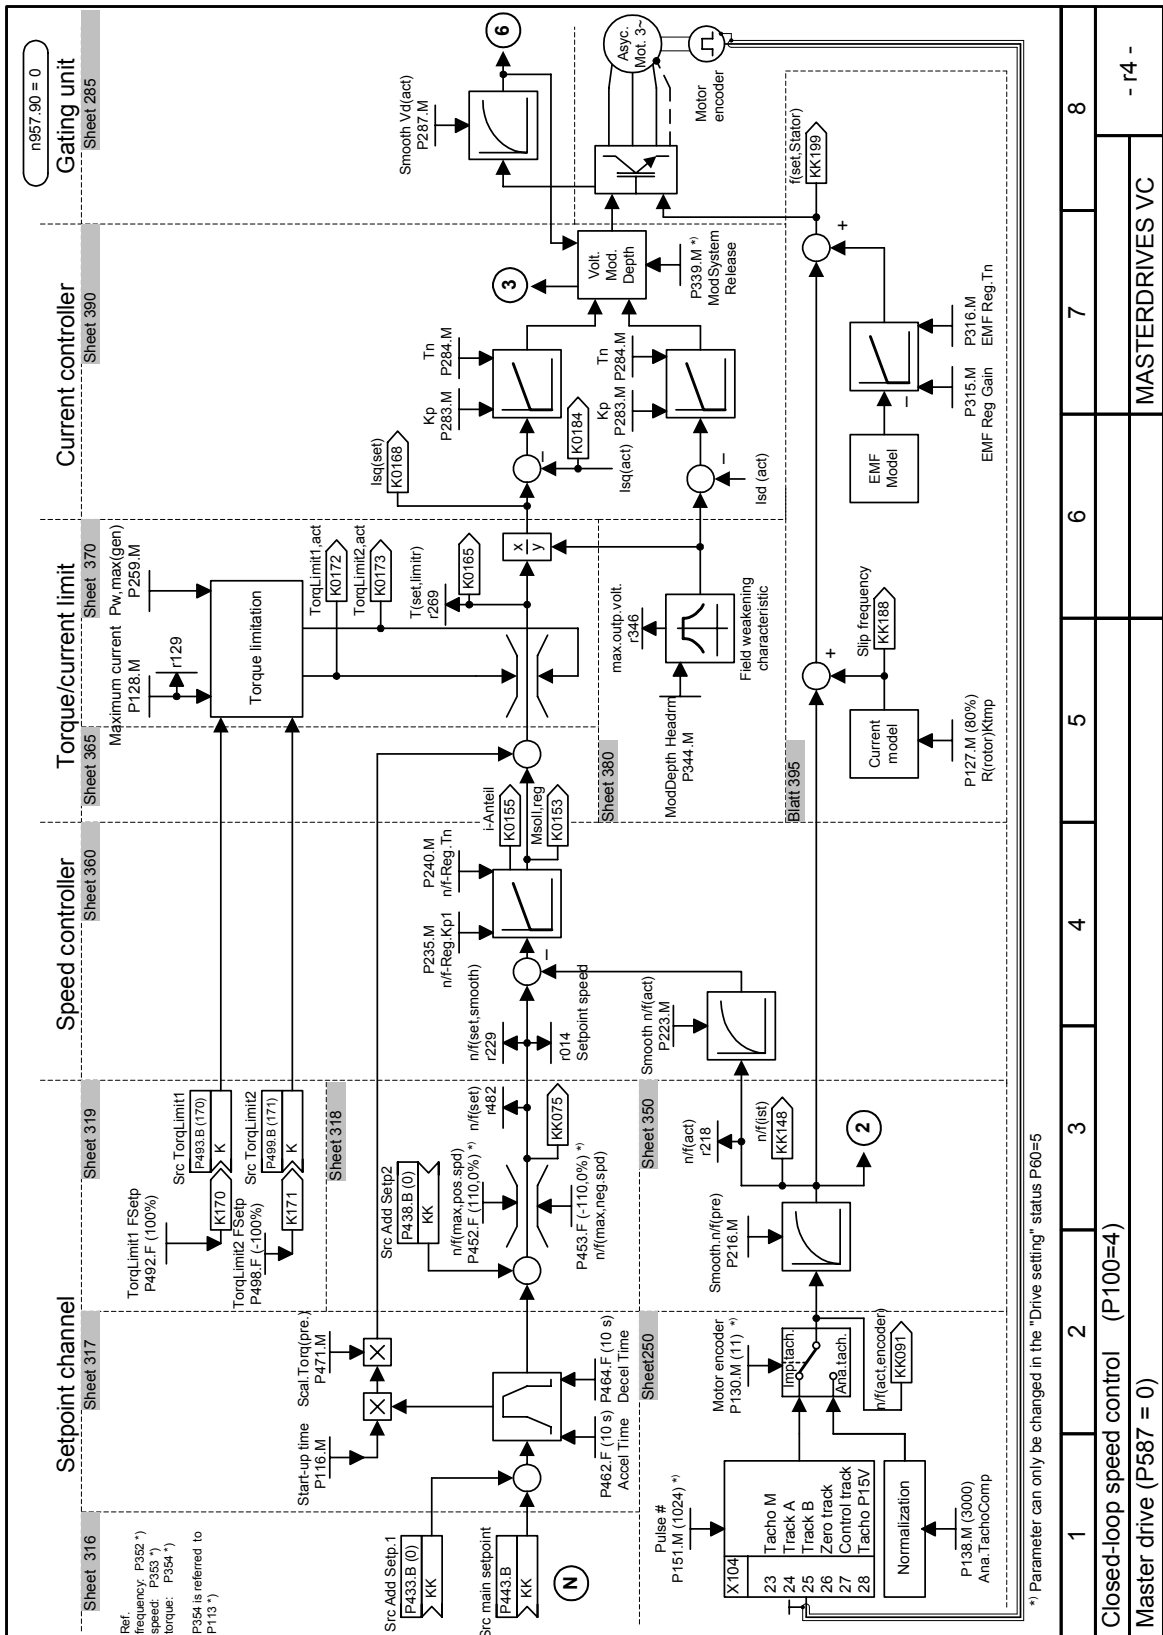 n957.90 = 0
Setpoint channel
Speed controller
Torque/current limit
Current controller
Gating unit
Sheet 316
Sheet 317
Sheet 319
Sheet 360
Sheet 365
Sheet 370
Sheet 390
Sheet 285
Ref.
frequency: P352 *)
speed: P353 *)
torque: P354 *)
P354 is referred to
P113 *)
TorqLimit1 FSetp
P492.F (100%)
K170
Src TorqLimit1
P493.B (170)
K
TorqLimit2 FSetp
P498.F (-100%)
K171
Src TorqLimit2
P499.B (171)
K
Sheet 318
Maximum current
P128.M
r129
Pw,max(gen)
P259.M
Torque limitation
TorqLimit1,act
K0172
TorqLimit2,act
K0173
T(set,limitr)
r269
K0165
Start-up time
P116.M
Scal.Torq(pre.)
P471.M
X
X
Src Add Setp.1
P433.B (0)
KK
Src main setpoint
P443.B
KK
N
P462.F (10 s)
Accel Time
P464.F (10 s)
Decel Time
Src Add Setp2
P438.B (0)
KK
n/f(max,pos.spd)
P452.F (110,0%) *)
P453.F (-110,0%) *)
n/f(max,neg.spd)
n/f(set)
r482
KK075
n/f(set,smooth)
r229
r014
Setpoint speed
P235.M
n/f-Reg.Kp1
P240.M
n/f-Reg.Tn
–
i-Anteil
K0155
Msoll,reg
K0153
x
y
Isq(set)
K0168
–
K0184
Isq(act)
Kp
P283.M
Tn
P284.M
3
Volt.
Mod.
Depth
P339.M *)
ModSystem
Release
Smooth Vd(act)
P287.M
6
Asyc.
Mot. 3~
Motor
encoder
Sheet 380
ModDepth Headrm
P344.M
max.outp.volt.
r346
Field weakening
characteristic
–
Isd (act)
Kp
P283.M
Tn
P284.M
Sheet250
Sheet 350
Blatt 395
Pulse #
P151.M (1024) *)
X104
23 Tacho M
24 Track A
25 Track B
26 Zero track
27 Control track
28 Tacho P15V
Normalization
P138.M (3000)
Ana.TachoComp
Motor encoder
P130.M (11) *)
Imp.tach.
Ana.tach.
n/f(act,encoder)
KK091
Smooth.n/f(pre)
P216.M
n/f(act)
r218
n/f(ist)
KK148
2
Smooth n/f(act)
P223.M
Current
model
P127.M (80%)
R(rotor)Ktmp
Slip frequency
KK188
+
EMF
Model
–
P315.M
EMF Reg Gain
P316.M
EMF Reg.Tn
+
f(set,Stator)
KK199
*) Parameter can only be changed in the "Drive setting" status P60=5
1 2 3 4 5 6 7 8
Closed-loop speed control (P100=4)
Master drive (P587 = 0)
MASTERDRIVES VC
- r4 -